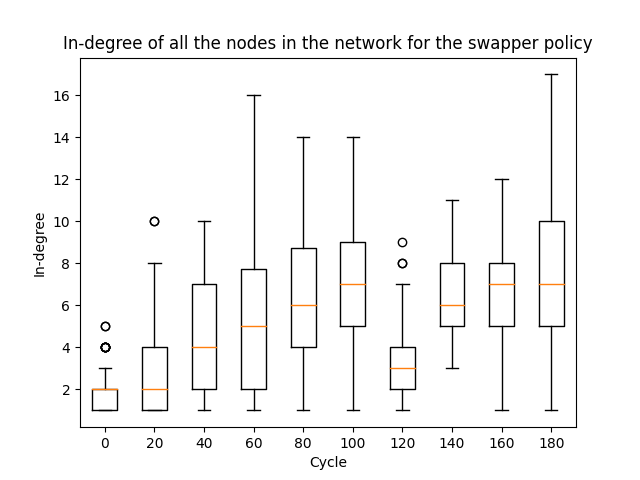 In-degree of all the nodes in the network for the swapper policy
16
14
12
10
8
6
4
2
In-degree
0 20 40 60 80 100 120 140 160 180
Cycle